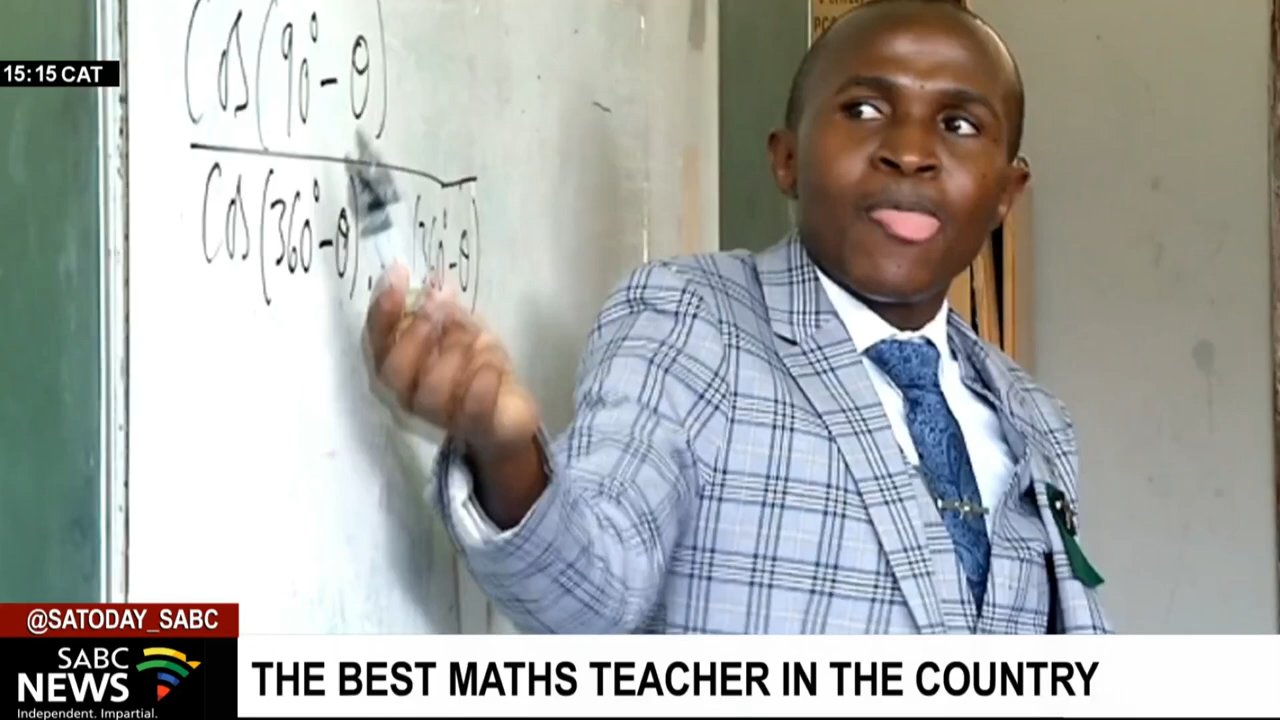 Cos(90°-θ)
Cos(360°-θ). (360°-θ)
15:15 CAT
@SATODAY_SABC
SABC
NEWS
Independent. Impartial.
THE BEST MATHS TEACHER IN THE COUNTRY